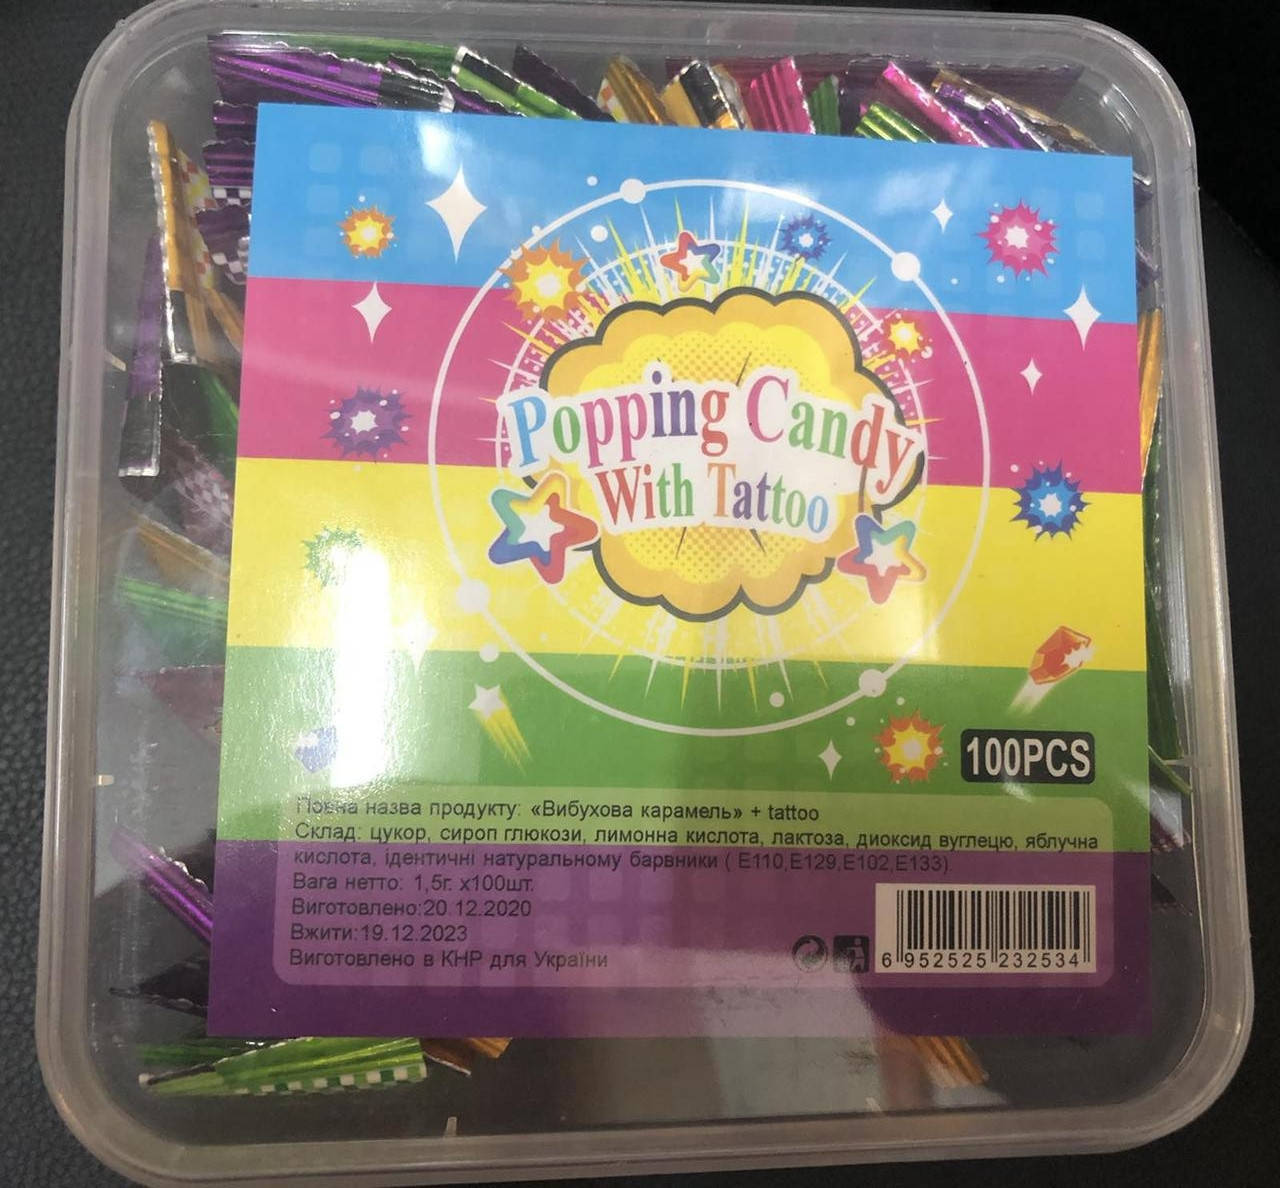 Popping Candy
With Tattoo
100PCS
Повна назва продукту: «Вибухова карамель» + tattoo
Склад: цукор, сироп глюкози, лимонна кислота, лактоза, диоксид вуглецю, яблучна
кислота, ідентичні натуральному барвники ( Е110,Е129,Е102,Е133).
Вага нетто: 1,5г. х100шт.
Виготовлено:20.12.2020
Вжити:19.12.2023
Виготовлено в КНР для України
6 952525 232534